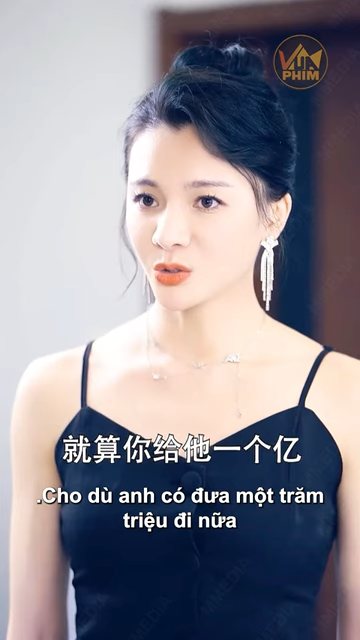 VM
PHIM
就算你给他一个亿
.Cho dù anh có đưa một trăm
triệu đi nữa